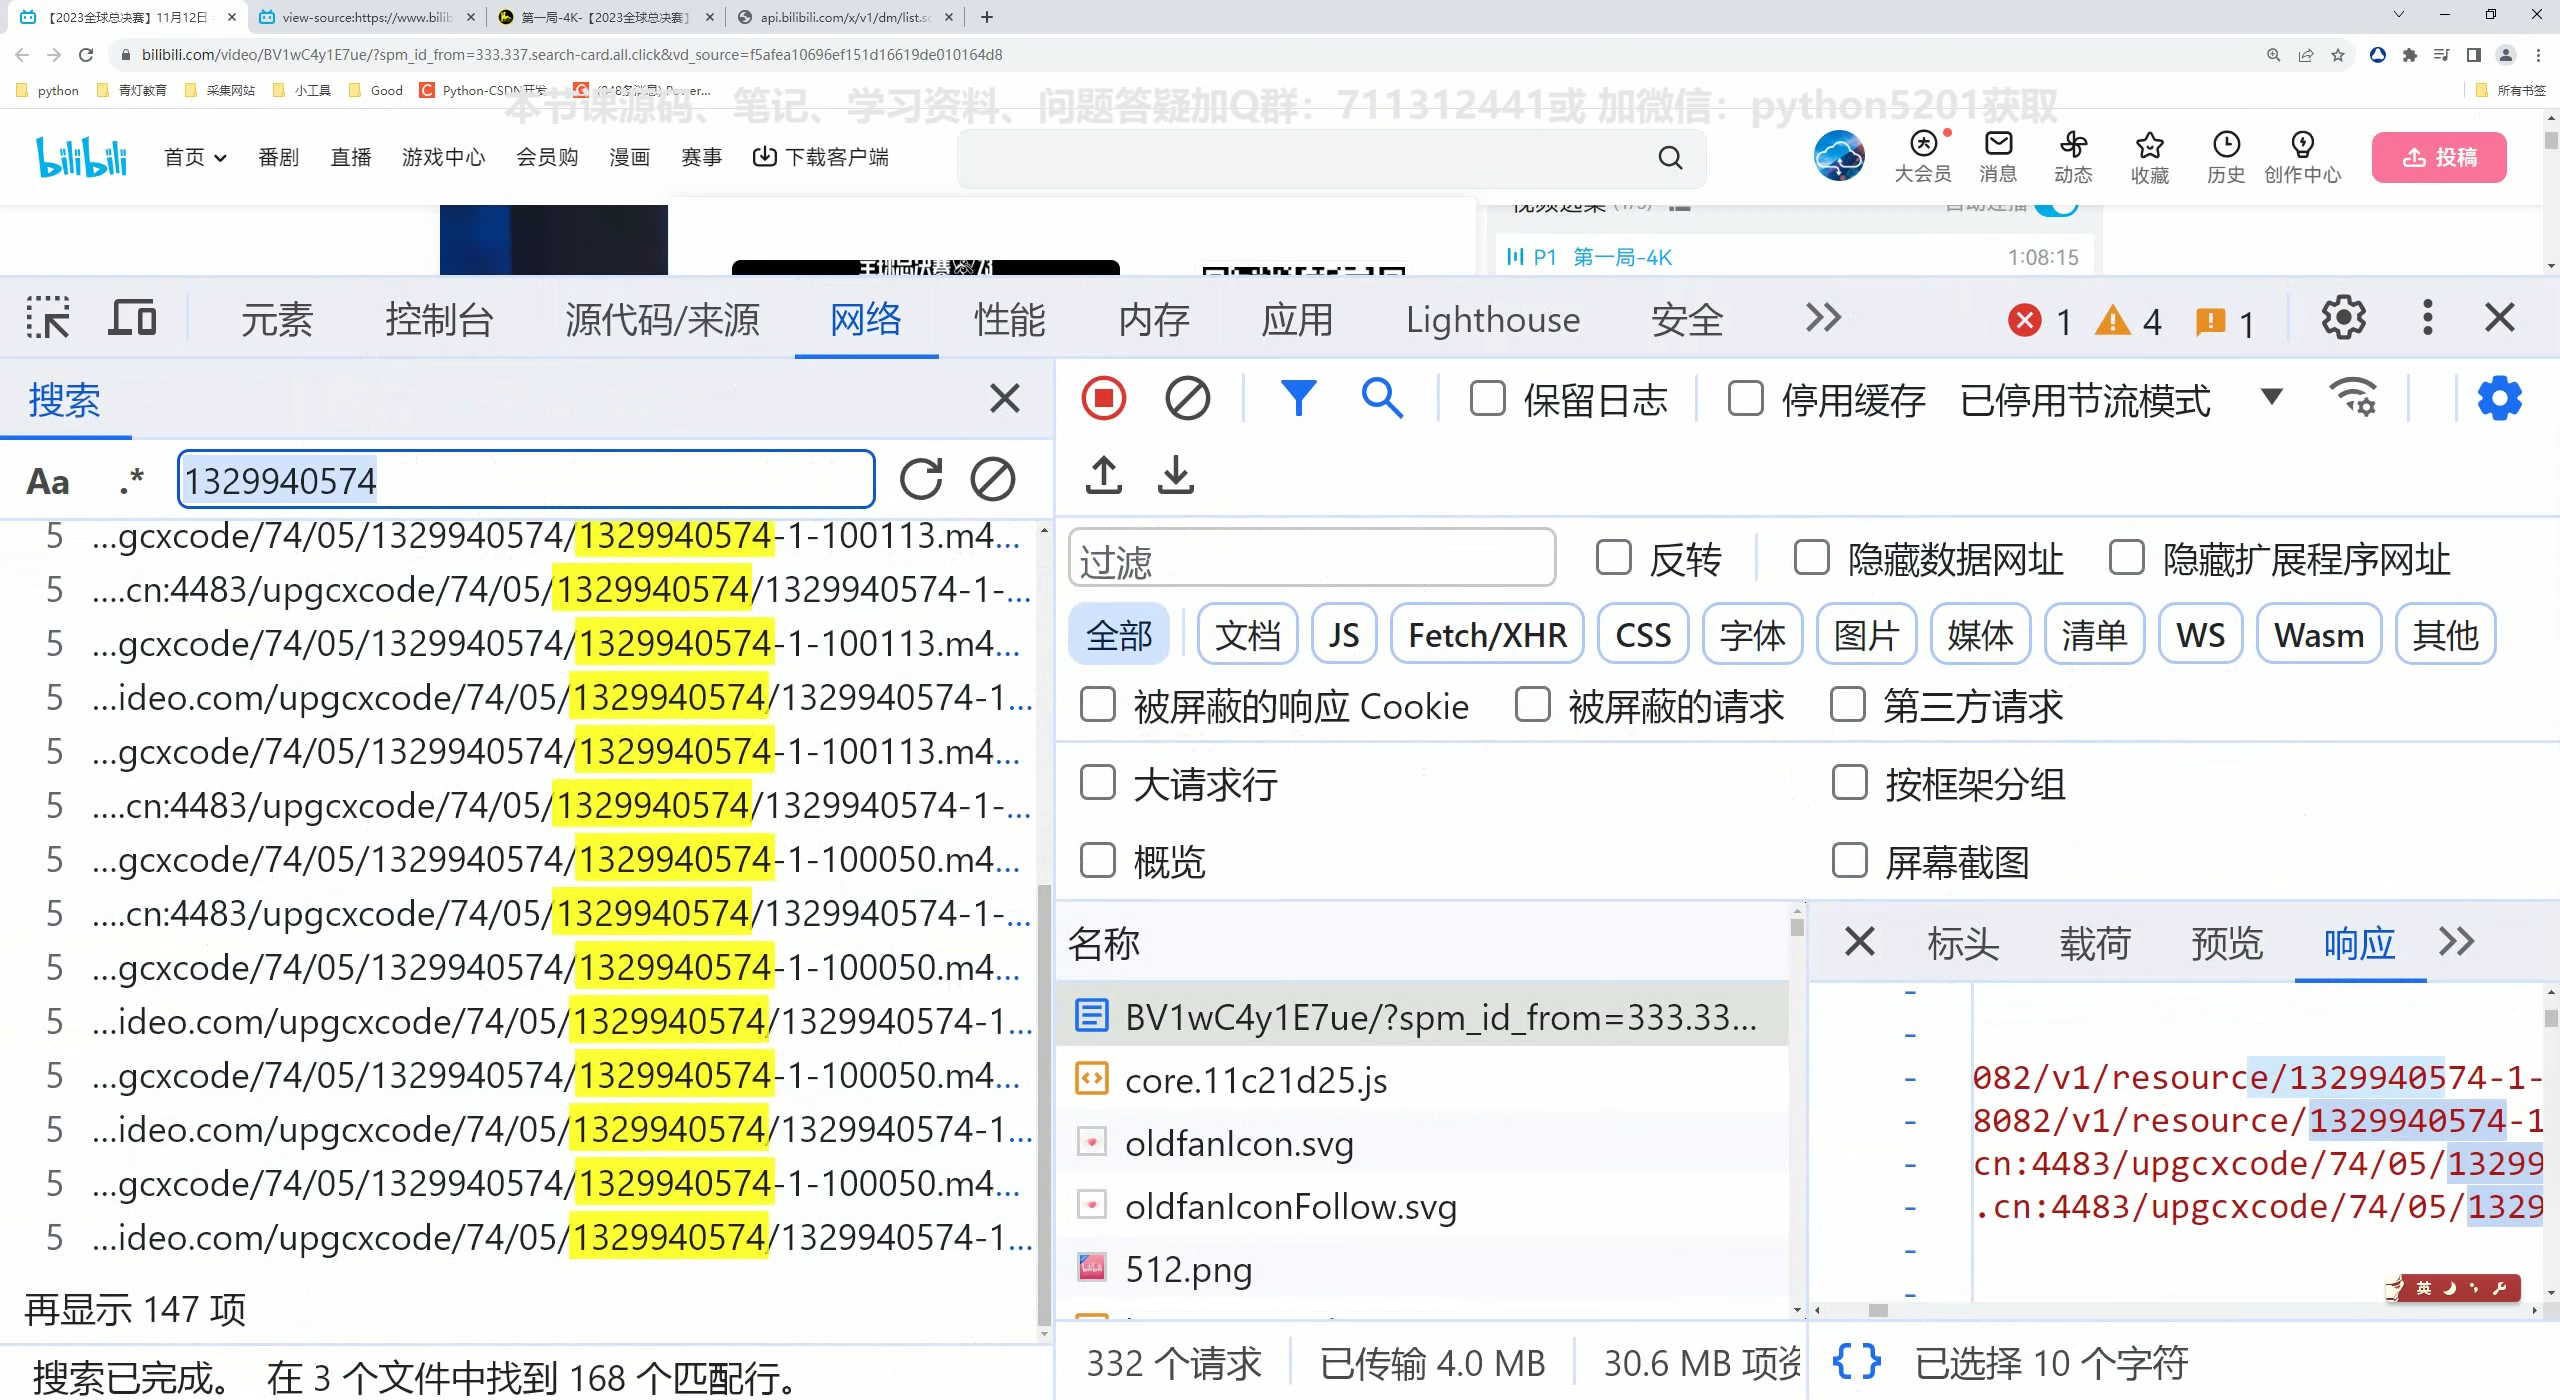 【2023全球总决赛】11月12日
view-source:https://www.bilib
第一局-4K-【2023全球总决赛】
api.bilibili.com/x/v1/dm/list.so
bilibili.com/video/BV1wC4y1E7ue/?spm_id_from=333.337.search-card.all.click&vd_source=f5afea10696ef151d16619de010164d8
python 青灯教育 采集网站 小工具 Good Python-CSDN开发 所有书签
本节课源码、笔记、学习资料、问题答疑加Q群：711312441或 加微信：python5201获取
bilibili 首页 番剧 直播 游戏中心 会员购 漫画 赛事 下载客户端 大会员 消息 动态 收藏 历史 创作中心 投稿
P1 第一局-4K 1:08:15
元素 控制台 源代码/来源 网络 性能 内存 应用 Lighthouse 安全 1 4 1
搜索
Aa .* 1329940574
5 ...gcxcode/74/05/1329940574/1329940574-1-100113.m4...
5 ....cn:4483/upgcxcode/74/05/1329940574/1329940574-1-...
5 ...gcxcode/74/05/1329940574/1329940574-1-100113.m4...
5 ...ideo.com/upgcxcode/74/05/1329940574/1329940574-1...
5 ...gcxcode/74/05/1329940574/1329940574-1-100113.m4...
5 ....cn:4483/upgcxcode/74/05/1329940574/1329940574-1-...
5 ...gcxcode/74/05/1329940574/1329940574-1-100050.m4...
5 ....cn:4483/upgcxcode/74/05/1329940574/1329940574-1-...
5 ...gcxcode/74/05/1329940574/1329940574-1-100050.m4...
5 ...ideo.com/upgcxcode/74/05/1329940574/1329940574-1...
5 ...gcxcode/74/05/1329940574/1329940574-1-100050.m4...
5 ...ideo.com/upgcxcode/74/05/1329940574/1329940574-1...
5 ...gcxcode/74/05/1329940574/1329940574-1-100050.m4...
5 ...ideo.com/upgcxcode/74/05/1329940574/1329940574-1...
再显示 147 项
搜索已完成。 在 3 个文件中找到 168 个匹配行。
保留日志 停用缓存 已停用节流模式
过滤 反转 隐藏数据网址 隐藏扩展程序网址
全部 文档 JS Fetch/XHR CSS 字体 图片 媒体 清单 WS Wasm 其他
被屏蔽的响应 Cookie 被屏蔽的请求 第三方请求
大请求行 按框架分组
概览 屏幕截图
名称
BV1wC4y1E7ue/?spm_id_from=333.33...
core.11c21d25.js
oldfanIcon.svg
oldfanIconFollow.svg
512.png
332 个请求 已传输 4.0 MB 30.6 MB 项
标头 载荷 预览 响应
-
-
- 082/v1/resource/1329940574-1-
- 8082/v1/resource/1329940574-1
- cn:4483/upgcxcode/74/05/13299
- .cn:4483/upgcxcode/74/05/1329
-
-
英
{} 已选择 10 个字符